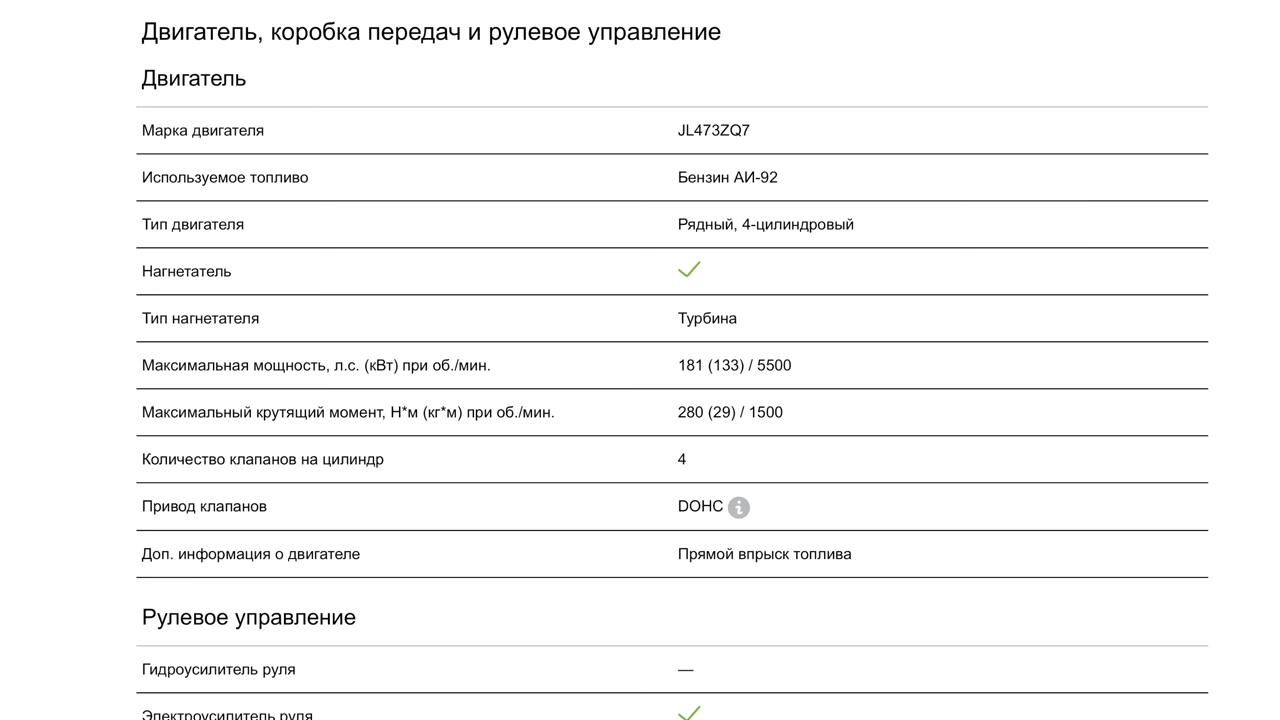 Двигатель, коробка передач и рулевое управление
Двигатель
Марка двигателя JL473ZQ7
Используемое топливо Бензин АИ-92
Тип двигателя Рядный, 4-цилиндровый
Нагнетатель
Тип нагнетателя Турбина
Максимальная мощность, л.с. (кВт) при об./мин. 181 (133) / 5500
Максимальный крутящий момент, Н*м (кг*м) при об./мин. 280 (29) / 1500
Количество клапанов на цилиндр 4
Привод клапанов DOHC i
Доп. информация о двигателе Прямой впрыск топлива
Рулевое управление
Гидроусилитель руля —
Электроусилитель руля